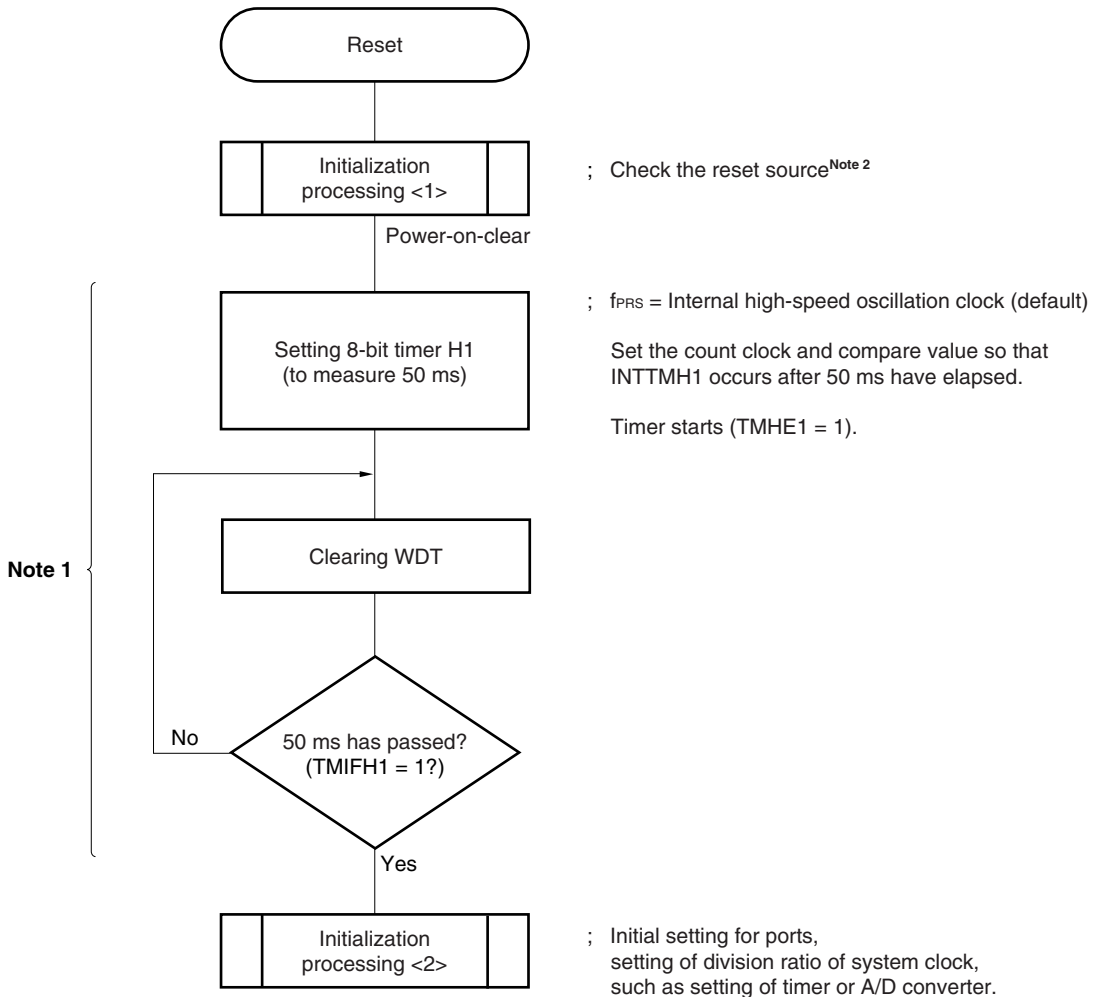 Reset
Initialization
processing <1>
; Check the reset sourceNote 2
Power-on-clear
Setting 8-bit timer H1
(to measure 50 ms)
; fPRS = Internal high-speed oscillation clock (default)
Set the count clock and compare value so that
INTTMH1 occurs after 50 ms have elapsed.
Timer starts (TMHE1 = 1).
Note 1
Clearing WDT
No
50 ms has passed?
(TMIFH1 = 1?)
Yes
Initialization
processing <2>
; Initial setting for ports,
setting of division ratio of system clock,
such as setting of timer or A/D converter.